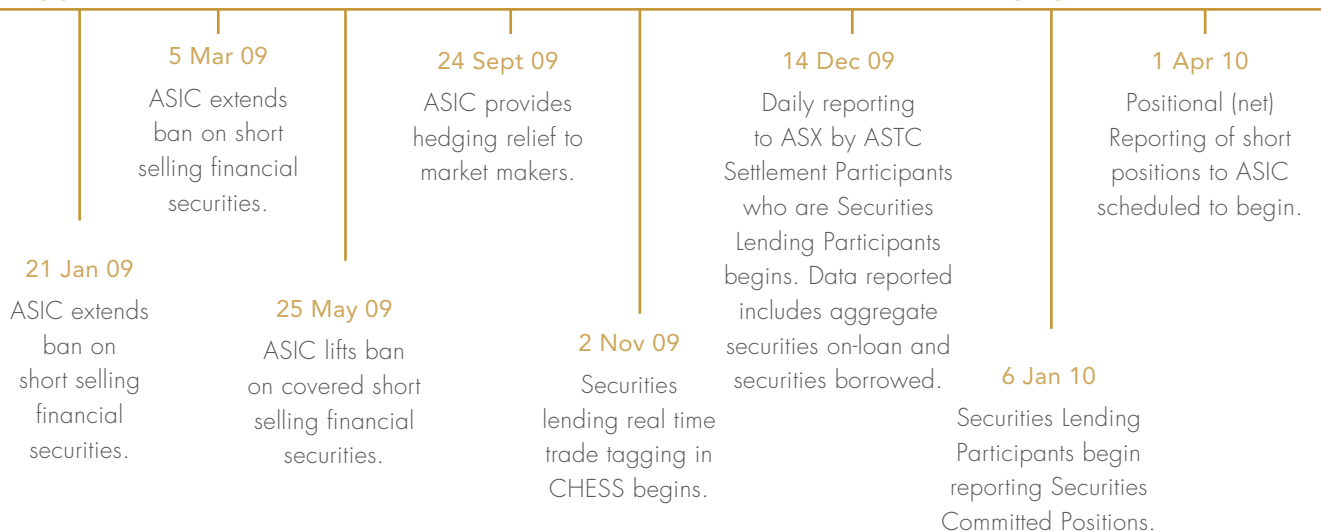 21 Jan 09
ASIC extends
ban on
short selling
financial
securities.
5 Mar 09
ASIC extends
ban on short
selling financial
securities.
25 May 09
ASIC lifts ban
on covered short
selling financial
securities.
24 Sept 09
ASIC provides
hedging relief to
market makers.
2 Nov 09
Securities
lending real time
trade tagging in
CHESS begins.
14 Dec 09
Daily reporting
to ASX by ASTC
Settlement Participants
who are Securities
Lending Participants
begins. Data reported
includes aggregate
securities on-loan and
securities borrowed.
6 Jan 10
Securities Lending
Participants begin
reporting Securities
Committed Positions.
1 Apr 10
Positional (net)
Reporting of short
positions to ASIC
scheduled to begin.